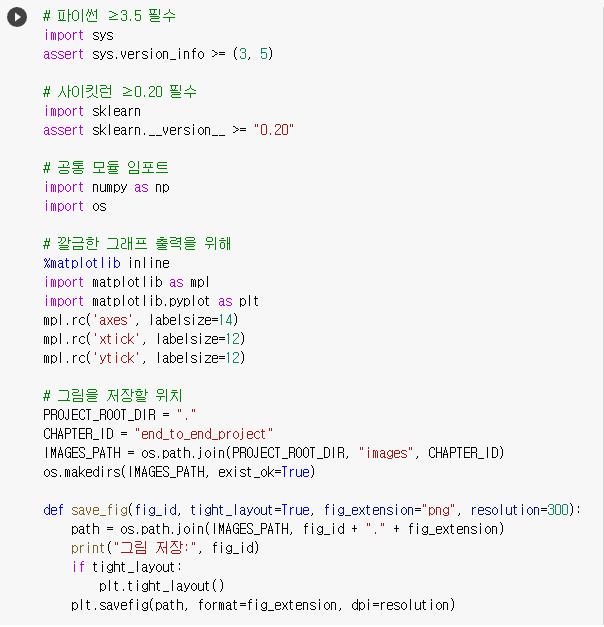 # 파이썬 ≥3.5 필수
import sys
assert sys.version_info >= (3, 5)

# 사이킷런 ≥0.20 필수
import sklearn
assert sklearn.__version__ >= "0.20"

# 공통 모듈 임포트
import numpy as np
import os

# 깔금한 그래프 출력을 위해
%matplotlib inline
import matplotlib as mpl
import matplotlib.pyplot as plt
mpl.rc('axes', labelsize=14)
mpl.rc('xtick', labelsize=12)
mpl.rc('ytick', labelsize=12)

# 그림을 저장할 위치
PROJECT_ROOT_DIR = "."
CHAPTER_ID = "end_to_end_project"
IMAGES_PATH = os.path.join(PROJECT_ROOT_DIR, "images", CHAPTER_ID)
os.makedirs(IMAGES_PATH, exist_ok=True)

def save_fig(fig_id, tight_layout=True, fig_extension="png", resolution=300):
    path = os.path.join(IMAGES_PATH, fig_id + "." + fig_extension)
    print("그림 저장:", fig_id)
    if tight_layout:
        plt.tight_layout()
    plt.savefig(path, format=fig_extension, dpi=resolution)